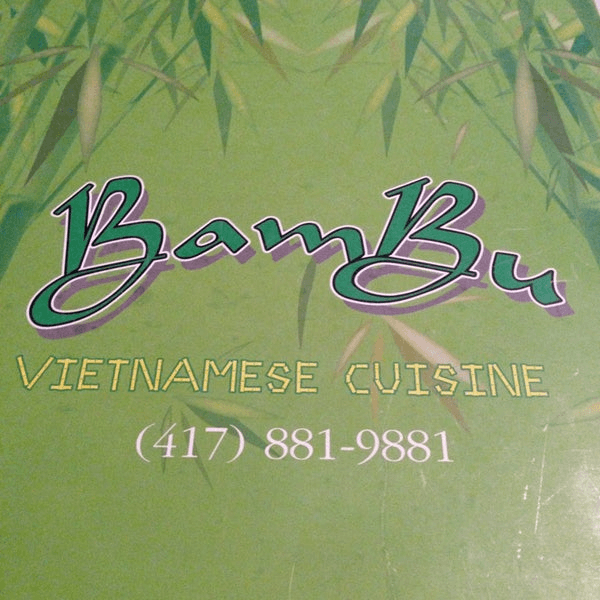 BamBu
VIETNAMESE CUISINE
(417) 881-9881